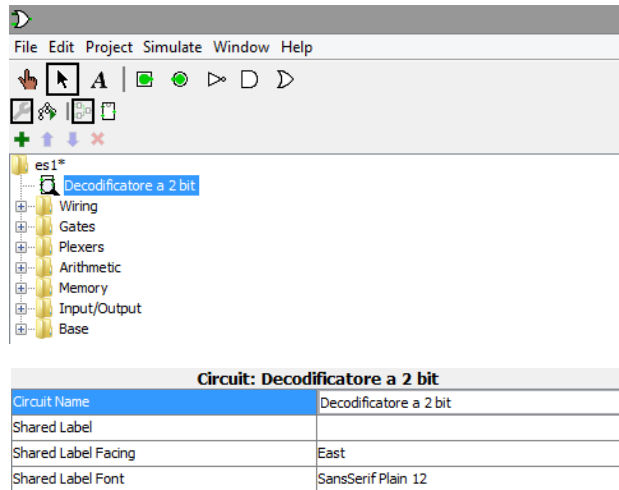 File Edit Project Simulate Window Help
A
es1*
Decodificatore a 2 bit
Wiring
Gates
Plexers
Arithmetic
Memory
Input/Output
Base
Circuit: Decodificatore a 2 bit
Circuit Name Decodificatore a 2 bit
Shared Label
Shared Label Facing East
Shared Label Font SansSerif Plain 12